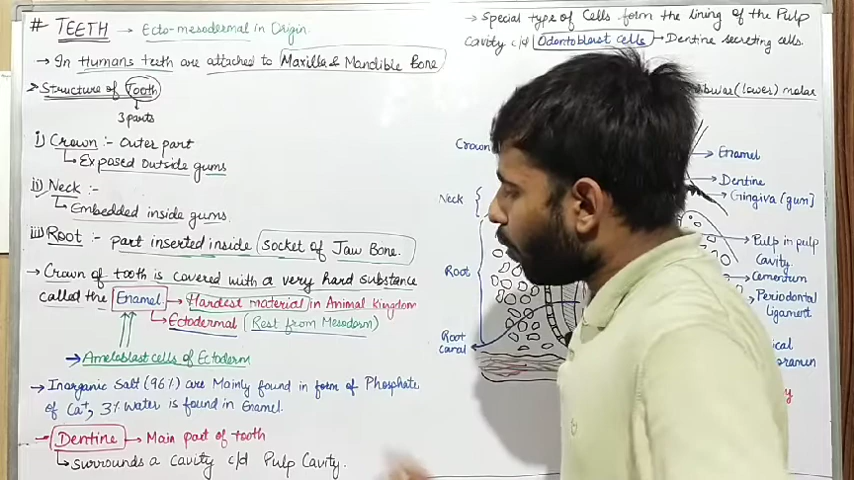 # TEETH → Ecto-mesodermal in Origin.
→ In Humans teeth are attached to Maxilla & Mandible Bone
→ Structure of Tooth
3 parts
i) Crown :- Outer part
Exposed outside gums
ii) Neck :-
Embedded inside gums.
iii) Root :- part inserted inside socket of Jaw Bone.
→ Crown of tooth is covered with a very hard substance
called the Enamel → Hardest material in Animal Kingdom
Ectodermal (Rest from Mesoderm)
→ Ameloblast cells of Ectoderm
→ Inorganic Salt (96%) are Mainly found in form of Phosphate
of Ca+, 3% water is found in Enamel.
→ Dentine → Main part of tooth
surrounds a Cavity c/d Pulp Cavity.
→ Special type of Cells form the lining of the Pulp
Cavity c/d Odontoblast cells → Dentine secreting cells.
(lower) molar
Crown
Neck
Root
Root
canal
Enamel
Dentine
Gingiva (gum)
Pulp in pulp
cavity.
Cementum
Periodontal
ligament